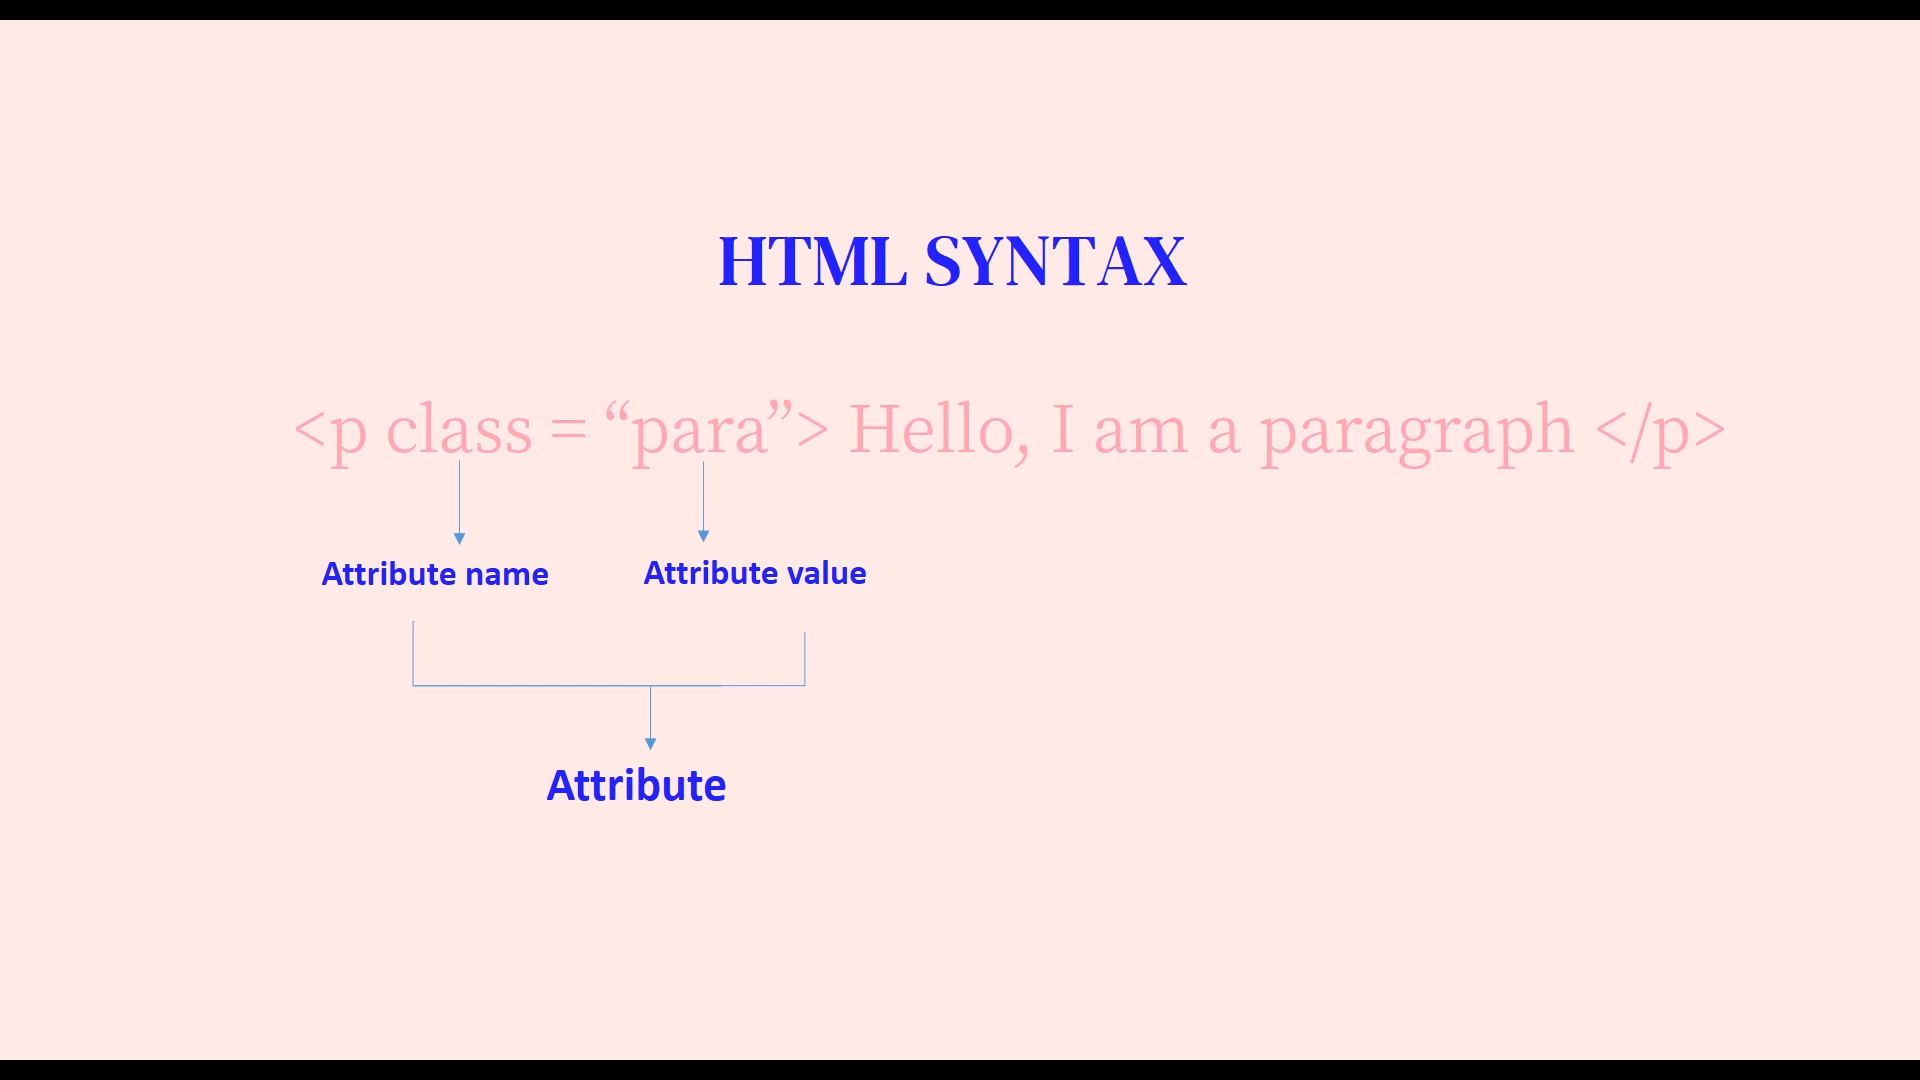 HTML SYNTAX
<p class = “para”> Hello, I am a paragraph </p>
Attribute name
Attribute value
Attribute